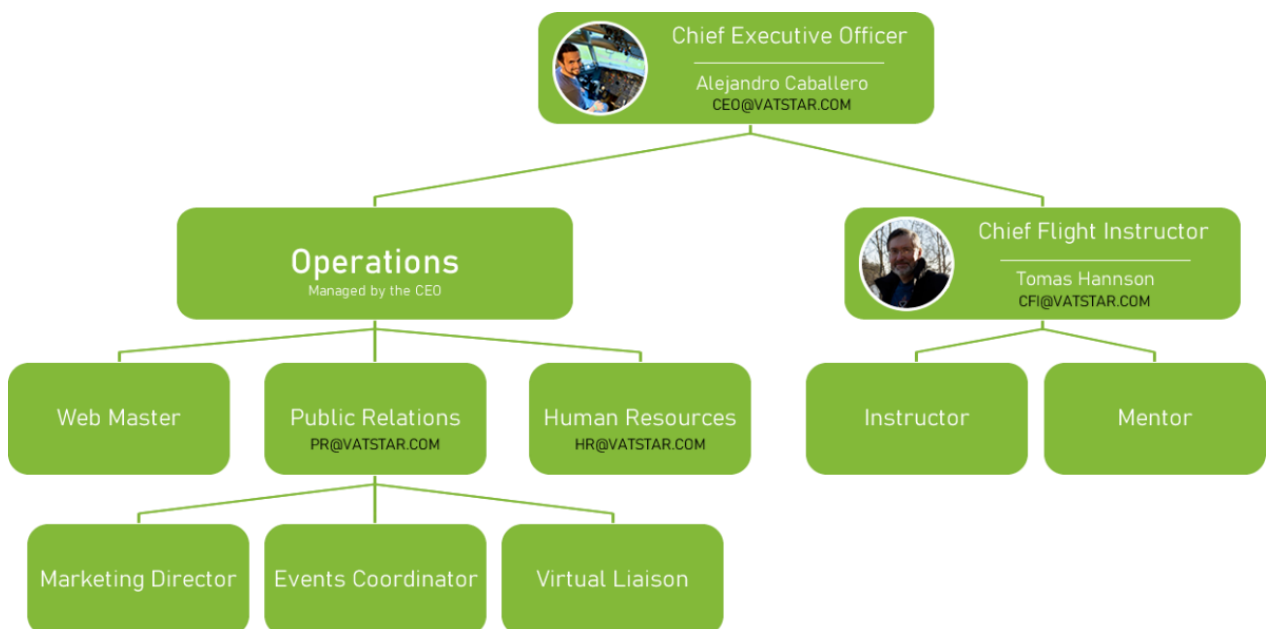 Chief Executive Officer
Alejandro Caballero
CEO@VATSTAR.COM
Operations
Managed by the CEO
Chief Flight Instructor
Tomas Hannson
CFI@VATSTAR.COM
Web Master
Public Relations
PR@VATSTAR.COM
Human Resources
HR@VATSTAR.COM
Instructor
Mentor
Marketing Director
Events Coordinator
Virtual Liaison